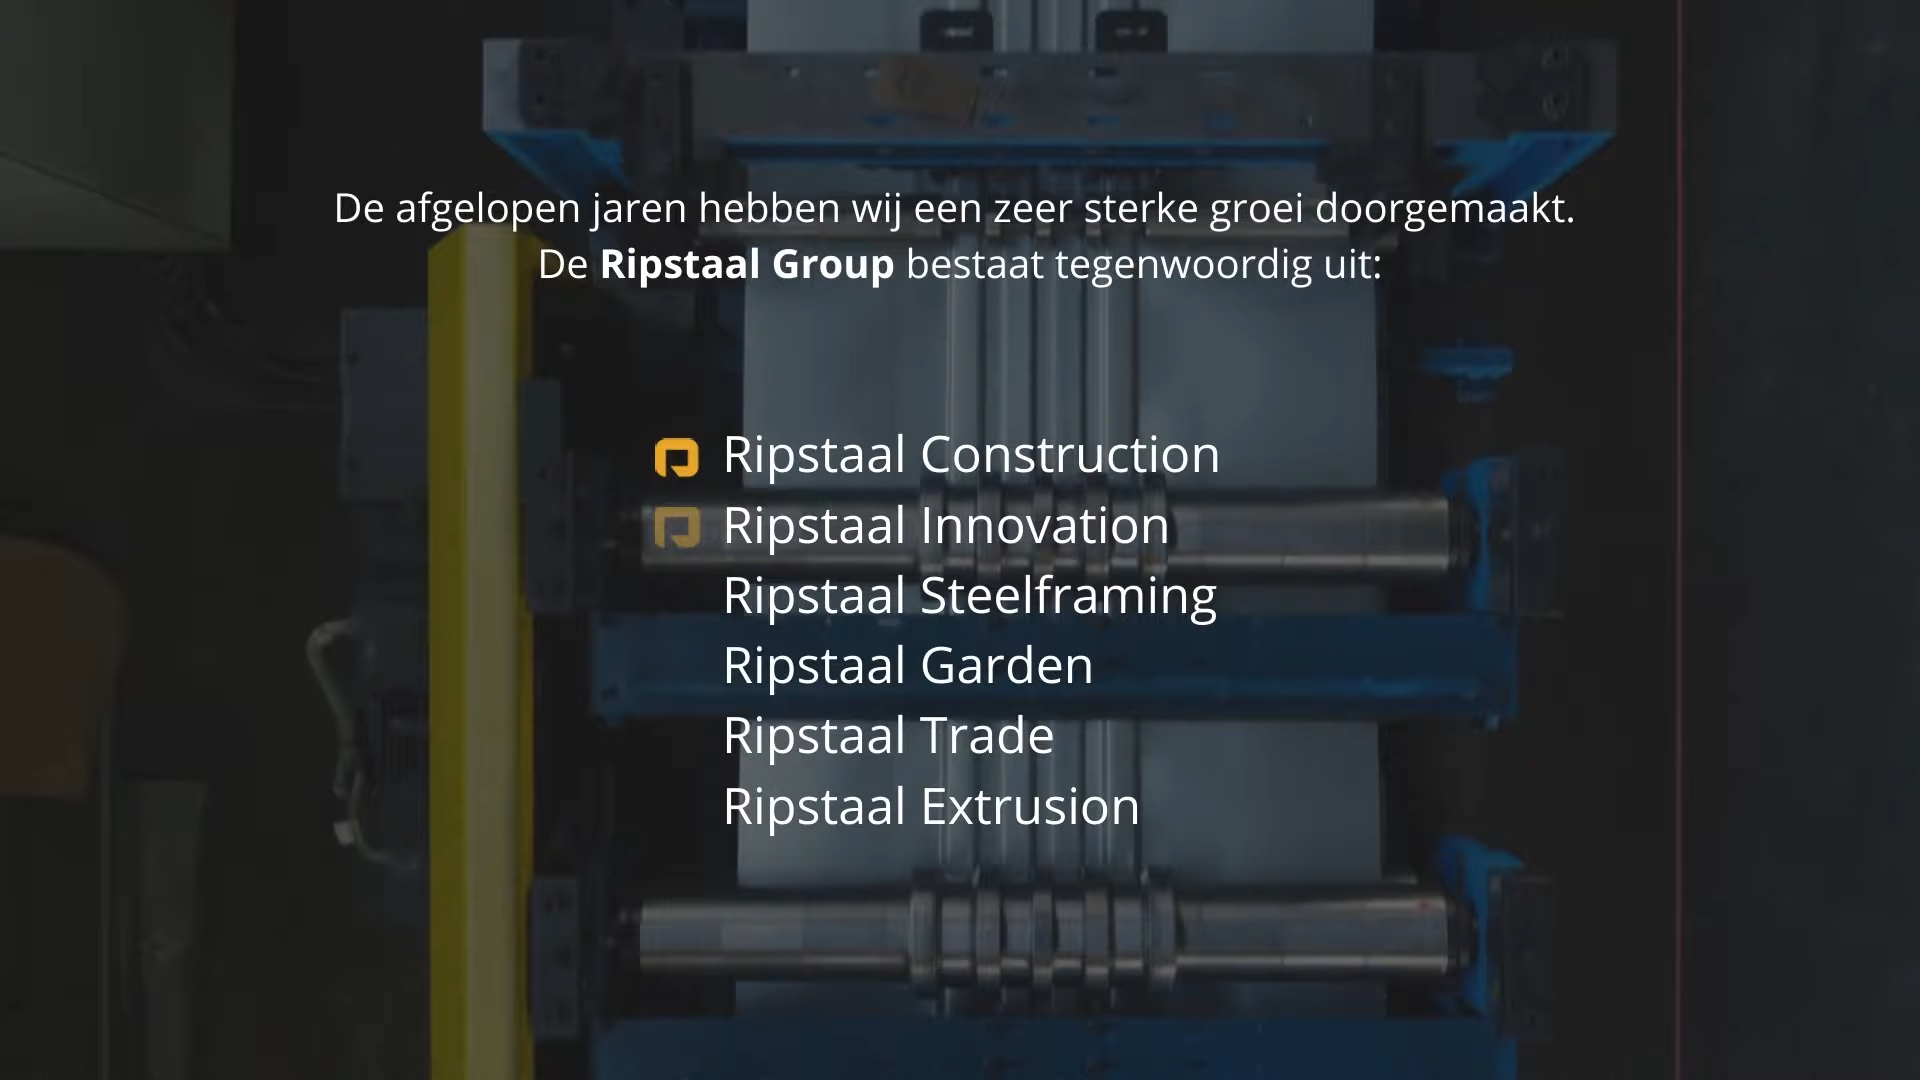 De afgelopen jaren hebben wij een zeer sterke groei doorgemaakt.
De Ripstaal Group bestaat tegenwoordig uit:
Ripstaal Construction
Ripstaal Innovation
Ripstaal Steelframing
Ripstaal Garden
Ripstaal Trade
Ripstaal Extrusion